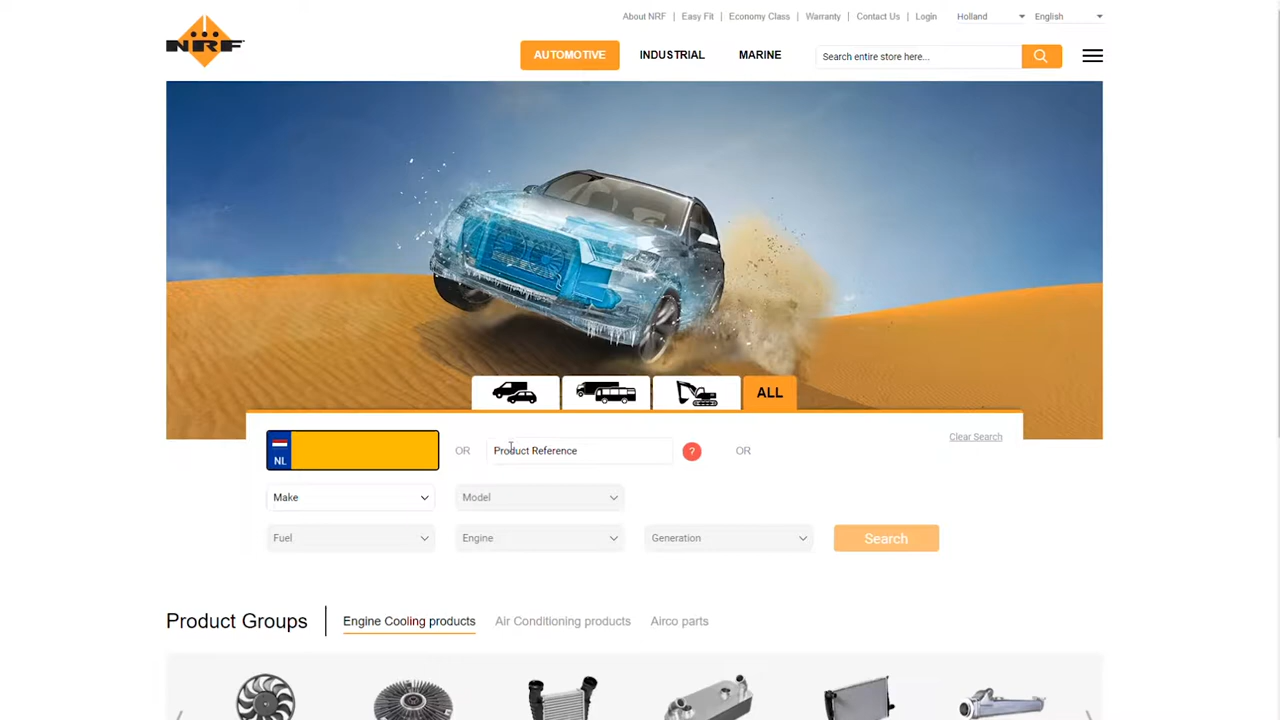 About NRF | Easy Fit | Economy Class | Warranty | Contact Us | Login Holland English
NRF
AUTOMOTIVE INDUSTRIAL MARINE Search entire store here...
ALL
NL OR Product Reference ? OR Clear Search
Make Model
Fuel Engine Generation Search
Product Groups Engine Cooling products Air Conditioning products Airco parts